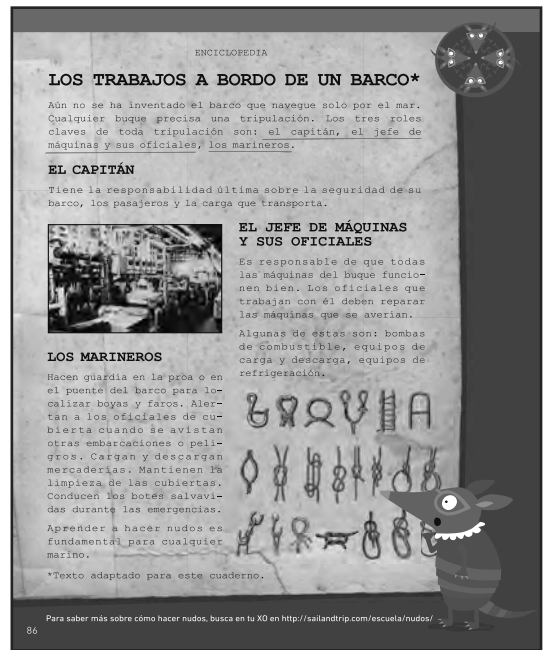 ENCICLOPEDIA
LOS TRABAJOS A BORDO DE UN BARCO*
Aún no se ha inventado el barco que navegue solo por el mar.
Cualquier buque precisa una tripulación. Los tres roles
claves de toda tripulación son: el capitán, el jefe de
máquinas y sus oficiales, los marineros.
EL CAPITÁN
Tiene la responsabilidad última sobre la seguridad de su
barco, los pasajeros y la carga que transporta.
EL JEFE DE MÁQUINAS
Y SUS OFICIALES
Es responsable de que todas
las máquinas del buque funcio-
nen bien. Los oficiales que
trabajan con él deben reparar
las máquinas que se averían.
Algunas de estas son: bombas
de combustible, equipos de
carga y descarga, equipos de
refrigeración.
LOS MARINEROS
Hacen guardia en la proa o en
el puente del barco para lo-
calizar boyas y faros. Aler-
tan a los oficiales de cu-
bierta cuando se avistan
otras embarcaciones o peli-
gros. Cargan y descargan
mercaderías. Mantienen la
limpieza de las cubiertas.
Conducen los botes salvavi-
das durante las emergencias.
Aprender a hacer nudos es
fundamental para cualquier
marino.
*Texto adaptado para este cuaderno.
Para saber más sobre cómo hacer nudos, busca en tu XO en http://sailandtrip.com/escuela/nudos/
86